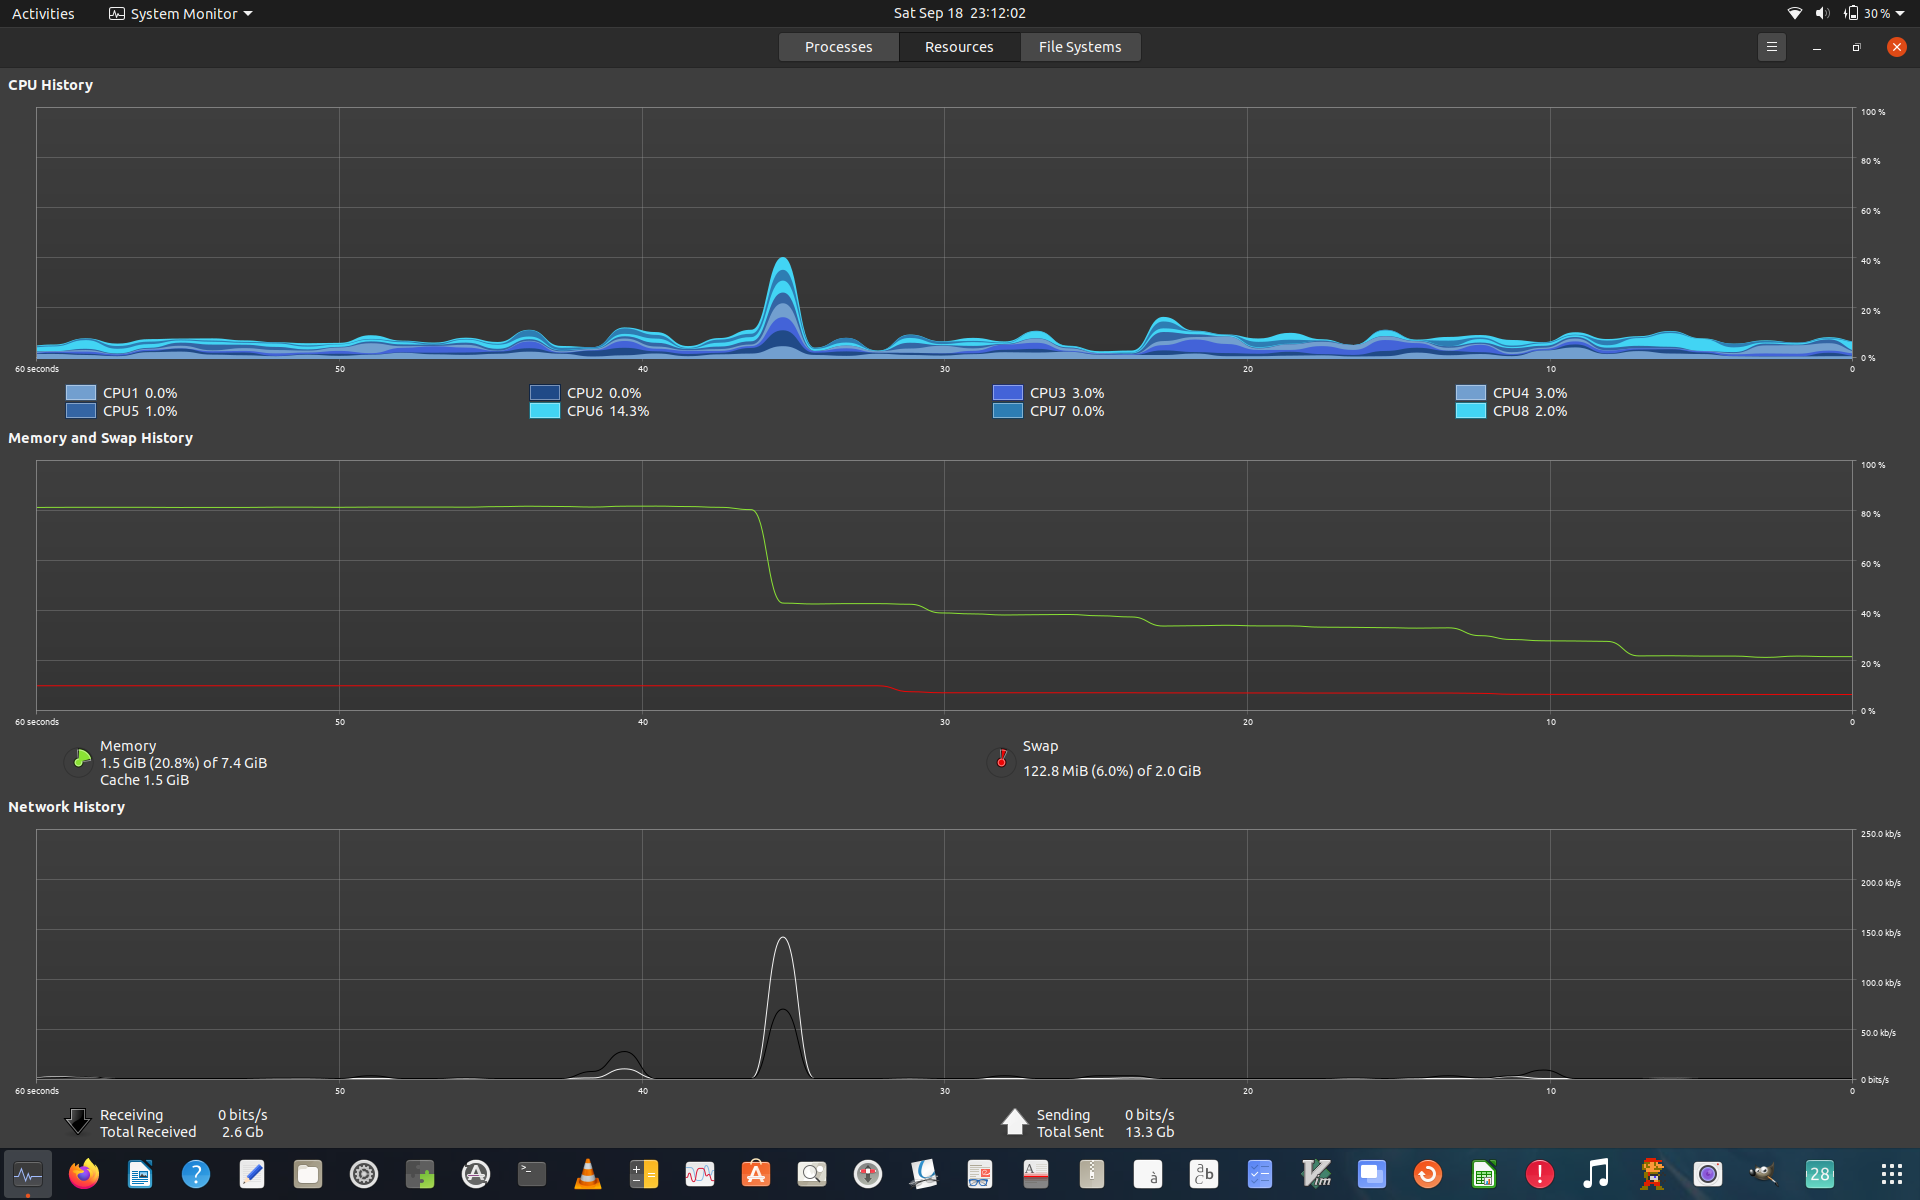 Activities System Monitor Sat Sep 18 23:12:02 30 %
Processes Resources File Systems
CPU History
100 %
80 %
60 %
40 %
20 %
0 %
60 seconds 50 40 30 20 10 0
CPU1 0.0% CPU2 0.0% CPU3 3.0% CPU4 3.0%
CPU5 1.0% CPU6 14.3% CPU7 0.0% CPU8 2.0%
Memory and Swap History
100 %
80 %
60 %
40 %
20 %
0 %
60 seconds 50 40 30 20 10 0
Memory
1.5 GiB (20.8%) of 7.4 GiB
Cache 1.5 GiB
Swap
122.8 MiB (6.0%) of 2.0 GiB
Network History
250.0 kb/s
200.0 kb/s
150.0 kb/s
100.0 kb/s
50.0 kb/s
0 bits/s
60 seconds 50 40 30 20 10 0
Receiving 0 bits/s
Total Received 2.6 Gb
Sending 0 bits/s
Total Sent 13.3 Gb
? >_ A à a b c Vim ! 28